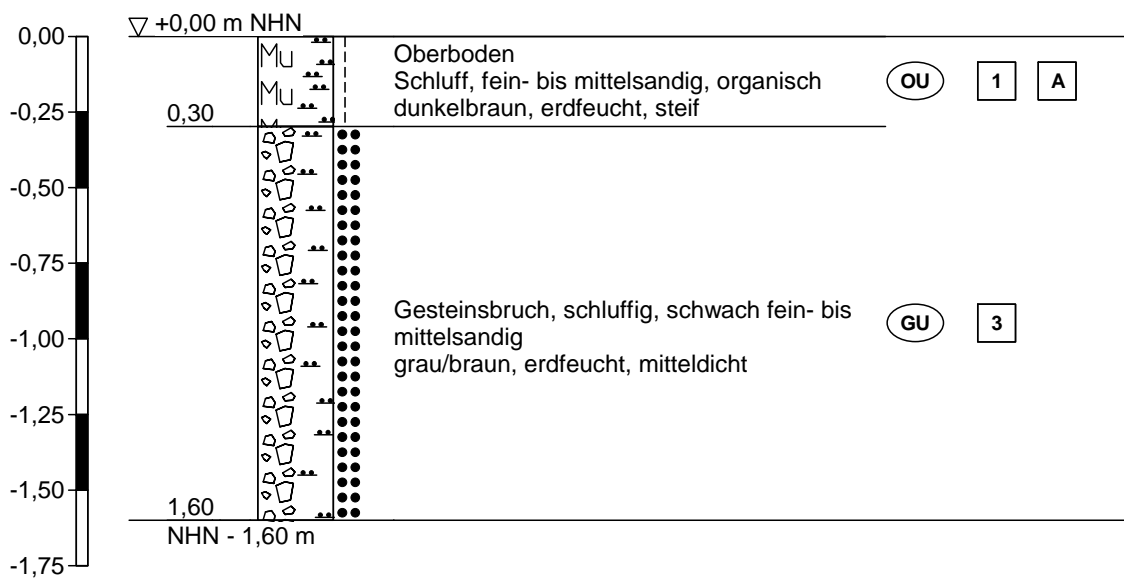 +0,00 m NHN
0,00
Mu
Oberboden
Schluff, fein- bis mittelsandig, organisch
dunkelbraun, erdfeucht, steif
OU 1 A
Mu
0,30
-0,25
-0,50
-0,75
Gesteinsbruch, schluffig, schwach fein- bis
mittelsandig
grau/braun, erdfeucht, mitteldicht
GU 3
-1,00
-1,25
-1,50
1,60
NHN - 1,60 m
-1,75